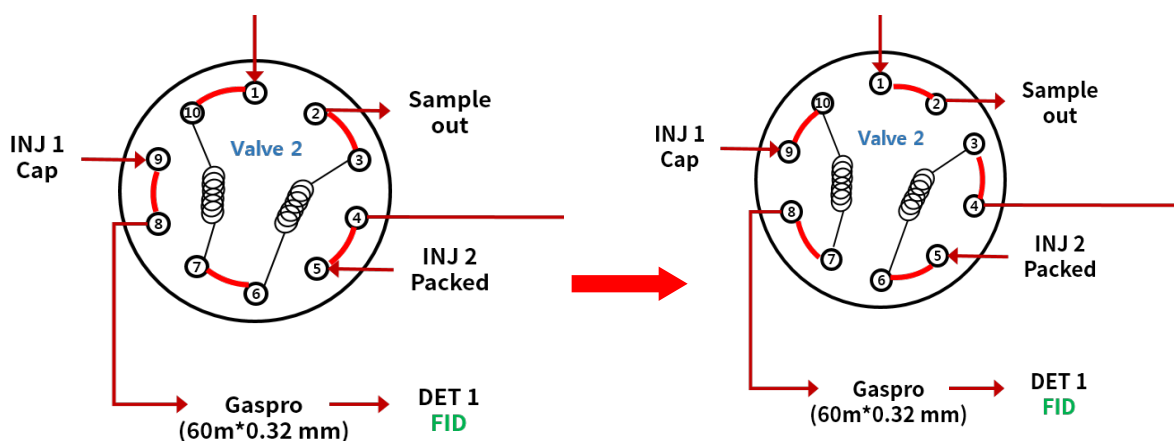 1
2
3
4
5
6
7
8
9
10
Valve 2
Sample
out
INJ 1
Cap
INJ 2
Packed
Gaspro
(60m*0.32 mm)
DET 1
FID
1
2
3
4
5
6
7
8
9
10
Valve 2
Sample
out
INJ 1
Cap
INJ 2
Packed
Gaspro
(60m*0.32 mm)
DET 1
FID